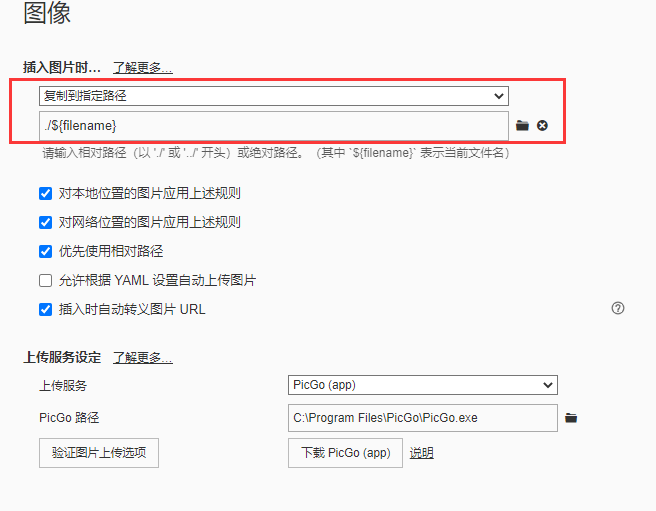 图像
插入图片时... 了解更多...
复制到指定路径
./${filename}
请输入相对路径（以 './' 或 '../' 开头）或绝对路径。（其中 `${filename}` 表示当前文件名）
对本地位置的图片应用上述规则
对网络位置的图片应用上述规则
优先使用相对路径
允许根据 YAML 设置自动上传图片
插入时自动转义图片 URL
上传服务设定 了解更多...
上传服务 PicGo (app)
PicGo 路径 C:\Program Files\PicGo\PicGo.exe
验证图片上传选项 下载 PicGo (app) 说明